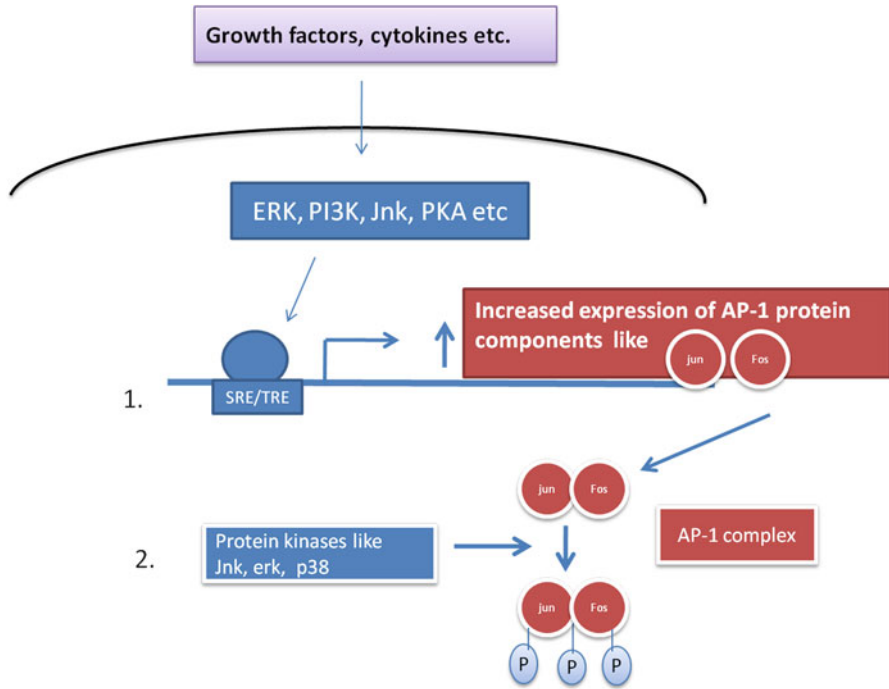 Growth factors, cytokines etc.
ERK, PI3K, Jnk, PKA etc
Increased expression of AP-1 protein
components like
jun
Fos
1.
SRE/TRE
jun
Fos
AP-1 complex
2.
Protein kinases like
Jnk, erk, p38
jun
Fos
P
P
P